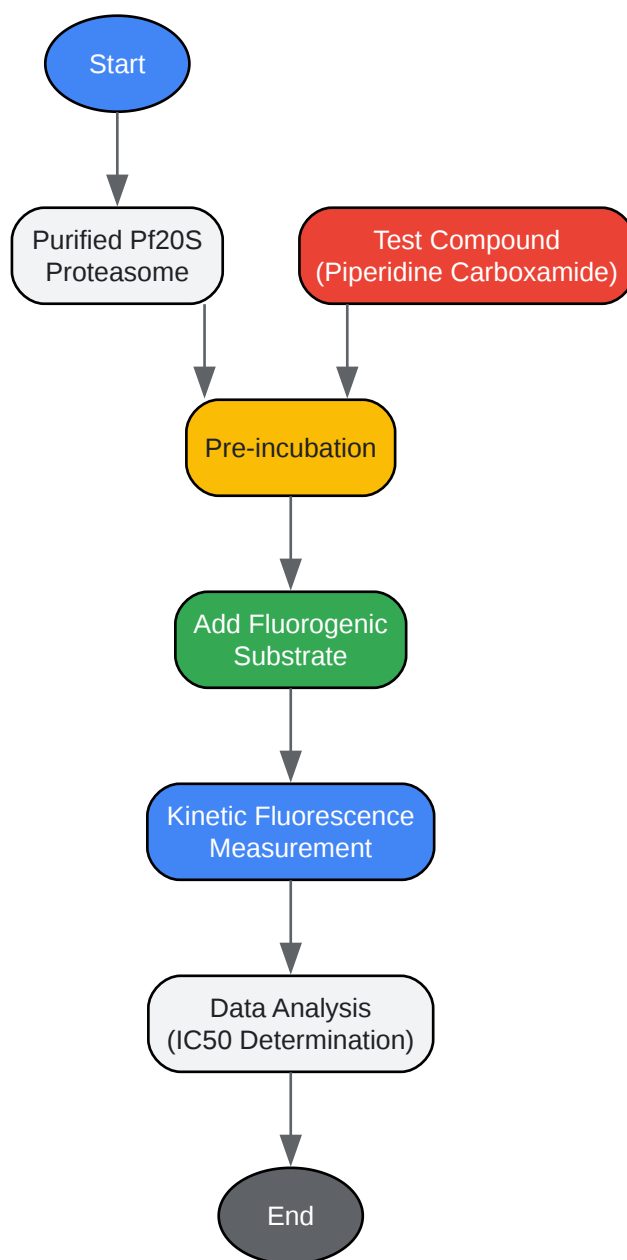 Start
Purified Pf20S
Proteasome
Test Compound
(Piperidine Carboxamide)
Pre-incubation
Add Fluorogenic
Substrate
Kinetic Fluorescence
Measurement
Data Analysis
(IC50 Determination)
End